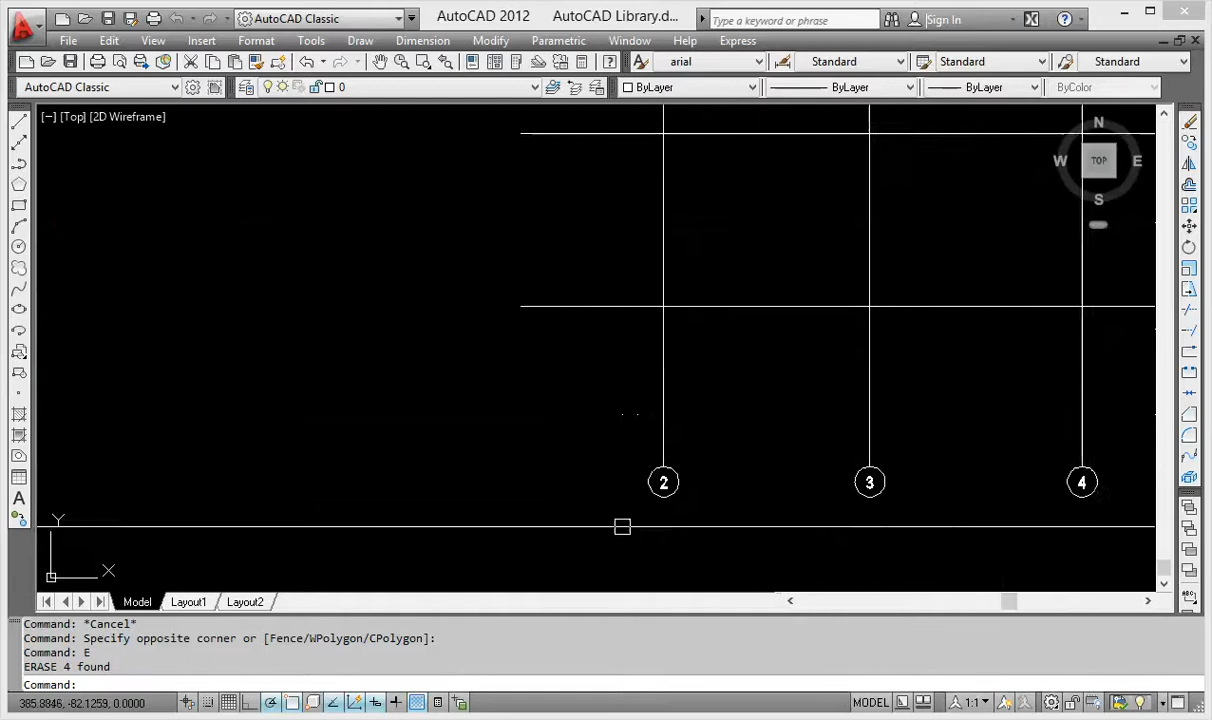 AutoCAD Classic AutoCAD 2012 AutoCAD Library.d... Type a keyword or phrase Sign In
File Edit View Insert Format Tools Draw Dimension Modify Parametric Window Help Express
arial Standard Standard Standard
AutoCAD Classic 0 ByLayer ByLayer ByLayer ByColor
[−] [Top] [2D Wireframe]
N
W TOP E
S
2 3 4
Y
X
A
Model Layout1 Layout2
Command: *Cancel*
Command: Specify opposite corner or [Fence/WPolygon/CPolygon]:
Command: E
ERASE 4 found
Command:
385.8846, -82.1259, 0.0000 MODEL 1:1